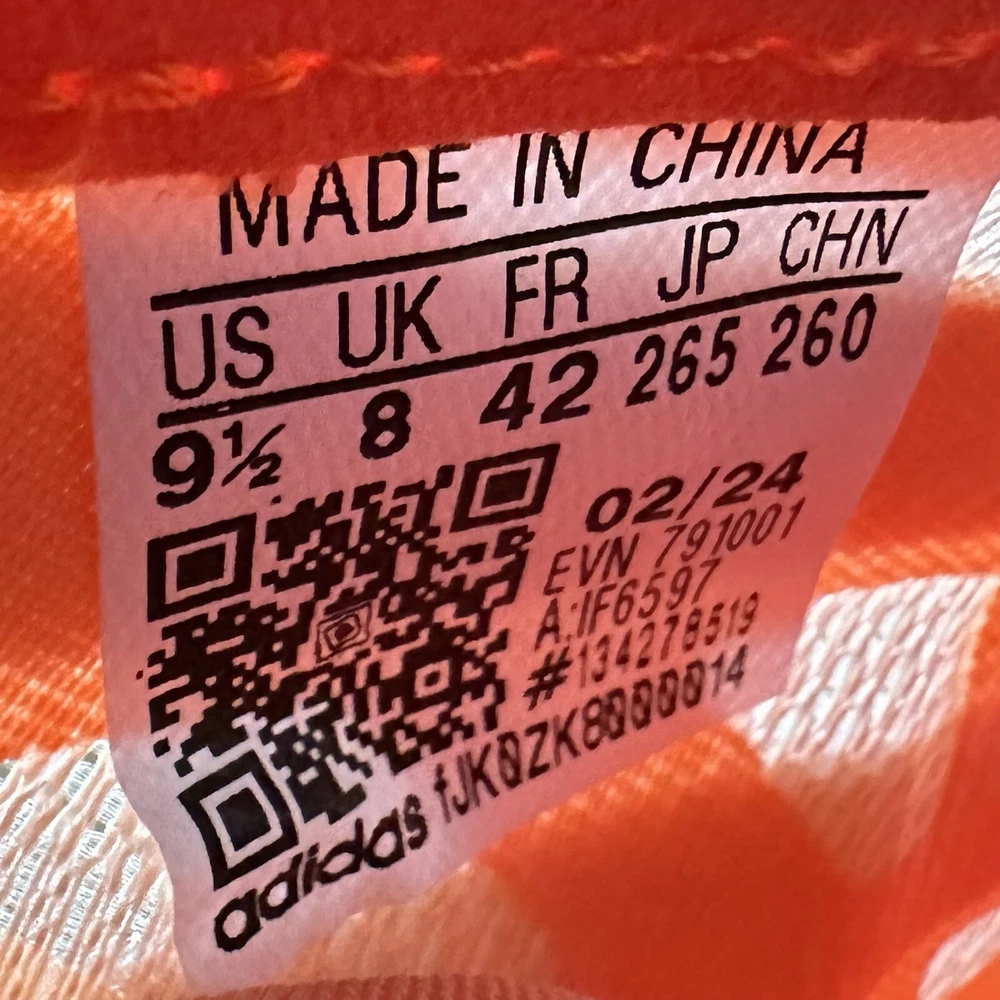 MADE IN CHINA
US UK FR JP CHN
9½ 8 42 265 260
02/24
EVN 791001
A:IF6597
#134278519
adidas fJK0ZK8000014